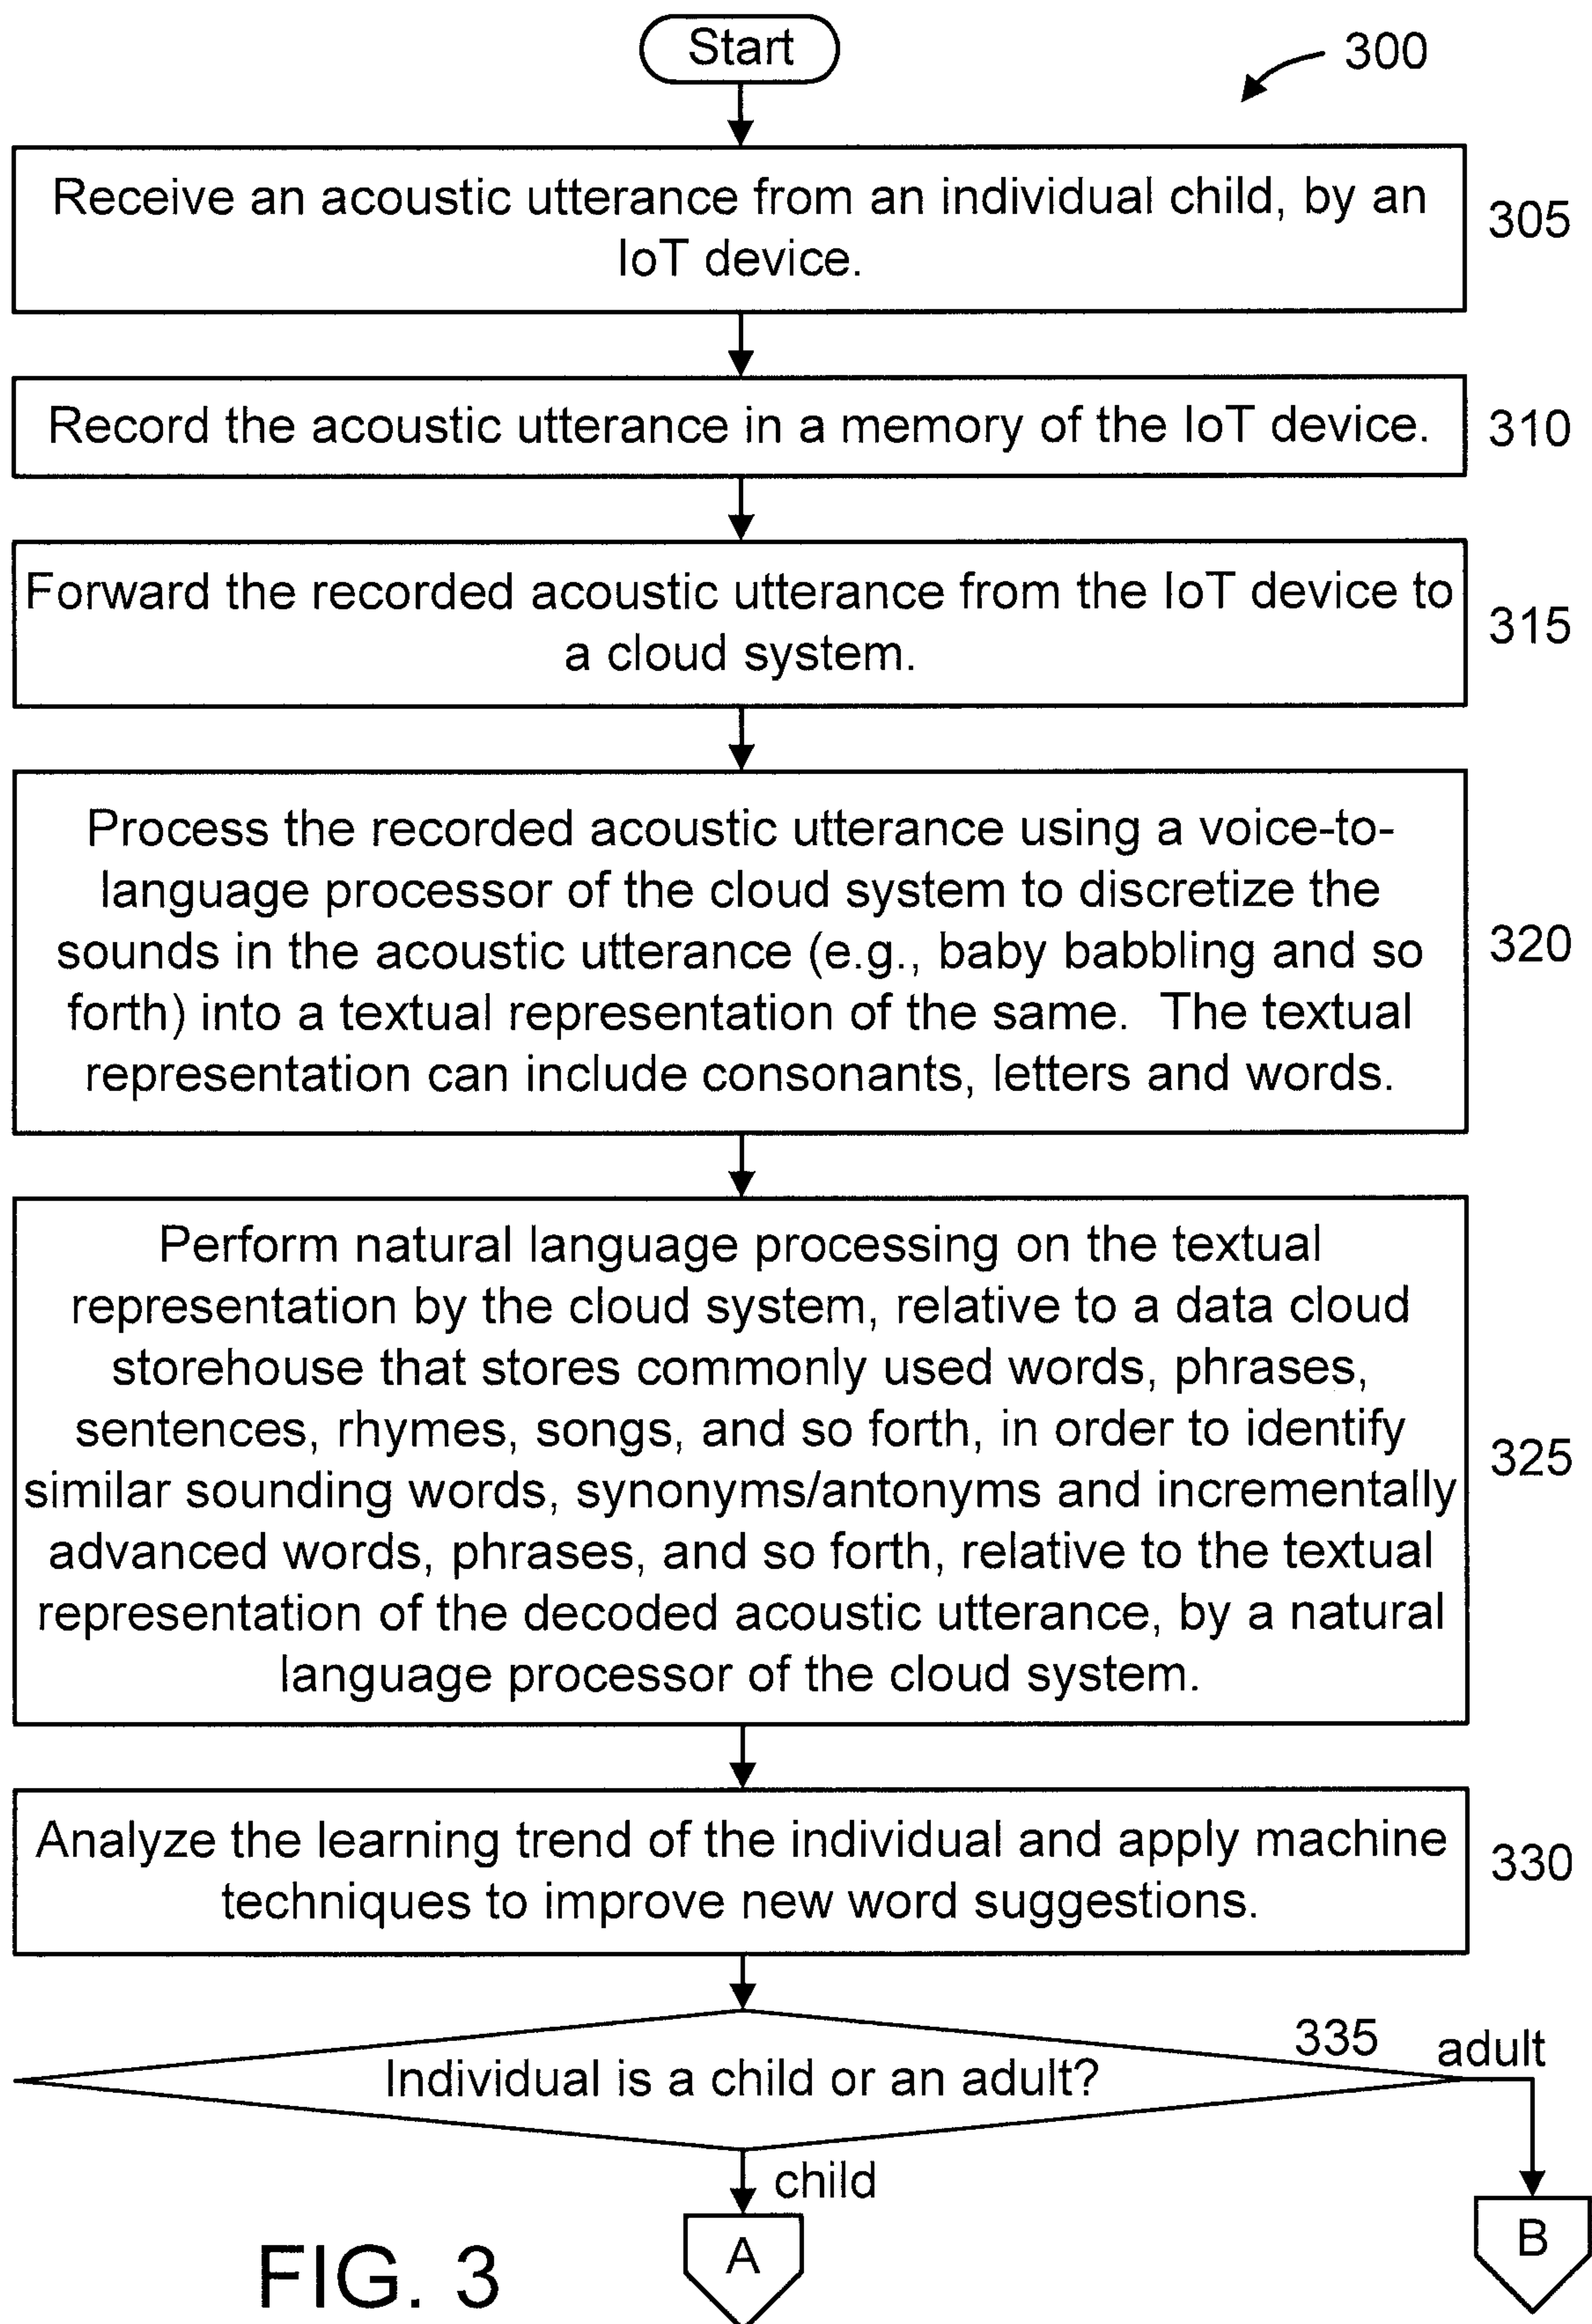 Start
300
Receive an acoustic utterance from an individual child, by an
IoT device.
305
Record the acoustic utterance in a memory of the IoT device.
310
Forward the recorded acoustic utterance from the IoT device to
a cloud system.
315
Process the recorded acoustic utterance using a voice-to-
language processor of the cloud system to discretize the
sounds in the acoustic utterance (e.g., baby babbling and so
forth) into a textual representation of the same. The textual
representation can include consonants, letters and words.
320
Perform natural language processing on the textual
representation by the cloud system, relative to a data cloud
storehouse that stores commonly used words, phrases,
sentences, rhymes, songs, and so forth, in order to identify
similar sounding words, synonyms/antonyms and incrementally
advanced words, phrases, and so forth, relative to the textual
representation of the decoded acoustic utterance, by a natural
language processor of the cloud system.
325
Analyze the learning trend of the individual and apply machine
techniques to improve new word suggestions.
330
335
adult
Individual is a child or an adult?
child
A
B
FIG. 3